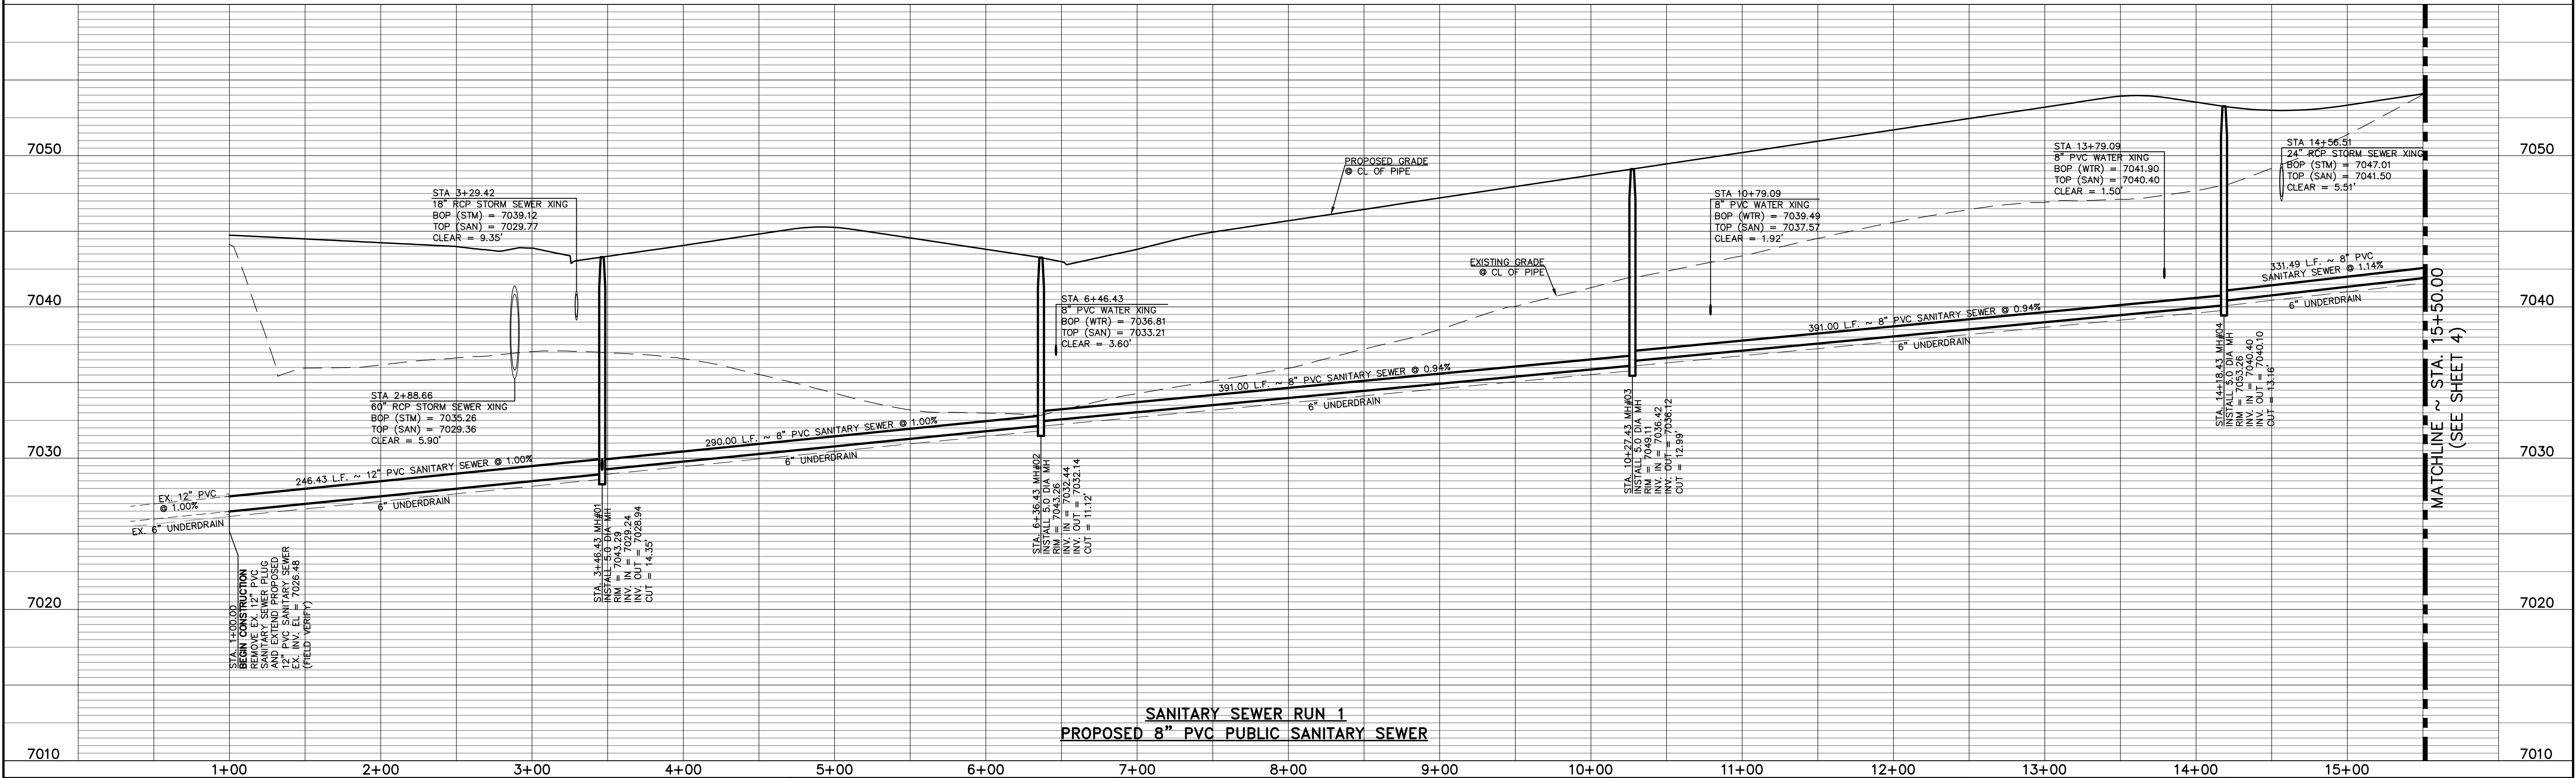 7050
7040
7030
7020
7010
STA 3+29.42
18" RCP STORM SEWER XING
BOP (STM) = 7039.12
TOP (SAN) = 7029.77
CLEAR = 9.35'
STA 2+88.66
60" RCP STORM SEWER XING
BOP (STM) = 7035.26
TOP (SAN) = 7029.36
CLEAR = 5.90'
246.43 L.F. ~ 12" PVC SANITARY SEWER @ 1.00%
EX. 12" PVC
@ 1.00%
EX. 6" UNDERDRAIN
6" UNDERDRAIN
STA. 1+00.00
BEGIN CONSTRUCTION
REMOVE EX. 12" PVC
SANITARY SEWER PLUG
AND EXTEND PROPOSED
12" PVC SANITARY SEWER
EX. INV. EL = 7026.48
(FIELD VERIFY)
STA. 3+46.43 MH#01
INSTALL 5.0 DIA MH
RIM = 7043.29
INV. IN = 7029.24
INV. OUT = 7028.94
CUT = 14.35'
290.00 L.F. ~ 8" PVC SANITARY SEWER @ 1.00%
6" UNDERDRAIN
STA. 6+36.43 MH#02
INSTALL 5.0 DIA MH
RIM = 7043.26
INV. IN = 7032.44
INV. OUT = 7032.14
CUT = 11.12'
STA 6+46.43
8" PVC WATER XING
BOP (WTR) = 7036.81
TOP (SAN) = 7033.21
CLEAR = 3.60'
PROPOSED GRADE
@ CL OF PIPE
EXISTING GRADE
@ CL OF PIPE
391.00 L.F. ~ 8" PVC SANITARY SEWER @ 0.94%
6" UNDERDRAIN
STA. 10+27.43 MH#03
INSTALL 5.0 DIA MH
RIM = 7049.11
INV. IN = 7036.42
INV. OUT = 7036.12
CUT = 12.99'
STA 10+79.09
8" PVC WATER XING
BOP (WTR) = 7039.49
TOP (SAN) = 7037.57
CLEAR = 1.92'
391.00 L.F. ~ 8" PVC SANITARY SEWER @ 0.94%
6" UNDERDRAIN
STA 13+79.09
8" PVC WATER XING
BOP (WTR) = 7041.90
TOP (SAN) = 7040.40
CLEAR = 1.50'
STA. 14+18.43 MH#04
INSTALL 5.0 DIA MH
RIM = 7053.26
INV. IN = 7040.40
INV. OUT = 7040.10
CUT = 13.16'
STA 14+56.51
24" RCP STORM SEWER XING
BOP (STM) = 7047.01
TOP (SAN) = 7041.50
CLEAR = 5.51'
331.49 L.F. ~ 8" PVC
SANITARY SEWER @ 1.14%
6" UNDERDRAIN
MATCHLINE ~ STA. 15+50.00
(SEE SHEET 4)
7050
7040
7030
7020
7010
SANITARY SEWER RUN 1
PROPOSED 8" PVC PUBLIC SANITARY SEWER
1+00
2+00
3+00
4+00
5+00
6+00
7+00
8+00
9+00
10+00
11+00
12+00
13+00
14+00
15+00